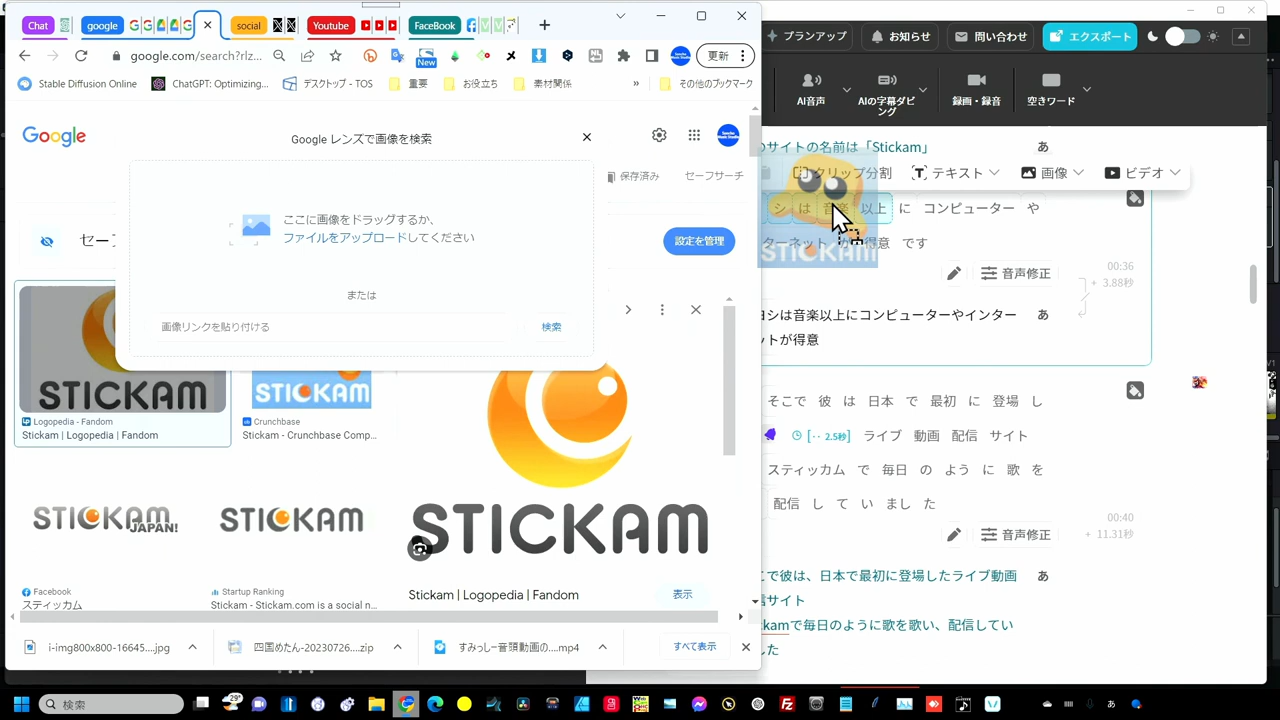 Chat
google
social
Youtube
FaceBook
google.com/search?rlz...
New
更新
Stable Diffusion Online
ChatGPT: Optimizing...
デスクトップ - TOS
重要
お役立ち
素材関係
»
その他のブックマーク
Google
Google レンズで画像を検索
保存済み
セーフサーチ
ここに画像をドラッグするか、
ファイルをアップロードしてください
設定を管理
または
画像リンクを貼り付ける
検索
STICKAM
Logopedia - Fandom
Stickam | Logopedia | Fandom
STICKAM
Crunchbase
Stickam - Crunchbase Comp...
STICKAM JAPAN!
Facebook
スティッカム
STICKAM
Startup Ranking
Stickam - Stickam.com is a social n...
STICKAM
Stickam | Logopedia | Fandom
表示
i-img800x800-16645....jpg
四国めたん-20230726....zip
すみっしー音頭動画の....mp4
すべて表示
プランアップ
お知らせ
問い合わせ
エクスポート
AI音声
AIの字幕ダビ
ング
録画・録音
空きワード
のサイトの名前は「Stickam」
あ
クリップ分割
テキスト
画像
ビデオ
シ は 音楽 以上 に コンピューター や
ターネット が 得意 です
STICKAM
音声修正
00:36
+ 3.88秒
ヨシは音楽以上にコンピューターやインター
あ
ットが得意
そこで 彼 は 日本 で 最初 に 登場 し
[·· 2.5秒] ライブ 動画 配信 サイト
スティッカム で 毎日 の よう に 歌 を
配信 し て い まし た
音声修正
00:40
+ 11.31秒
こで彼は、日本で最初に登場したライブ動画
あ
信サイト
ckamで毎日のように歌を歌い、配信してい
した
検索
29°
あ